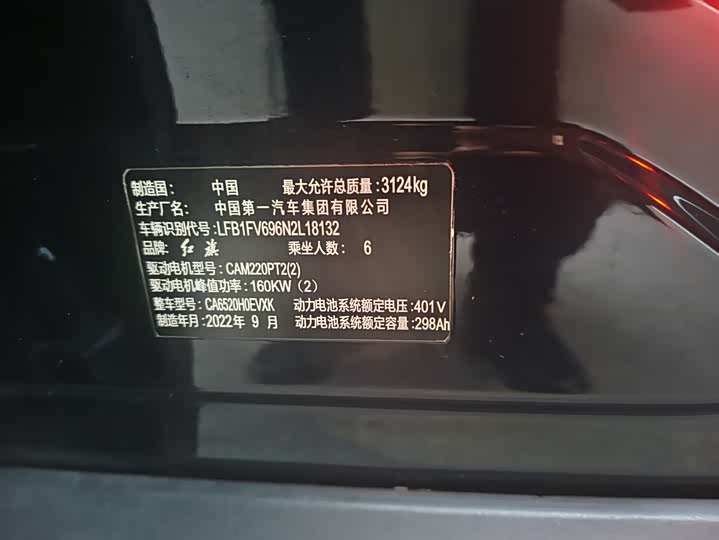 制造国： 中国 最大允许总质量：3124kg
生产厂名： 中国第一汽车集团有限公司
车辆识别代号：LFB1FV696N2L18132
品牌：红旗 乘坐人数： 6
驱动电机型号：CAM220PT2(2)
驱动电机峰值功率：160KW（2）
整车型号：CA6520H0EVXK 动力电池系统额定电压：401V
制造年月：2022年 9 月 动力电池系统额定容量：298Ah